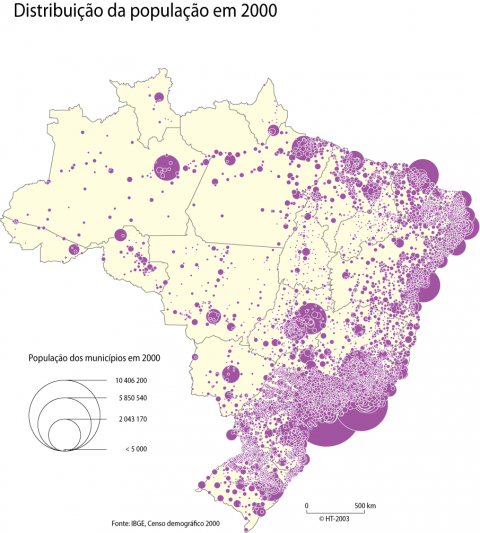 Distribuição da população em 2000
População dos municípios em 2000
10 406 200
5 850 540
2 043 170
< 5 000
0 500 km
© HT-2003
Fonte: IBGE, Censo demográfico 2000